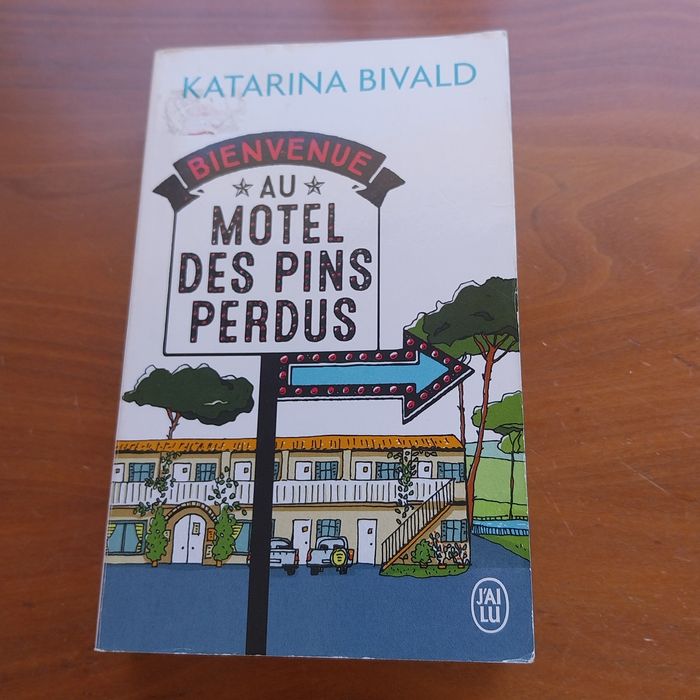 KATARINA BIVALD
BIENVENUE
AU
MOTEL
DES PINS
PERDUS
J'AI
LU